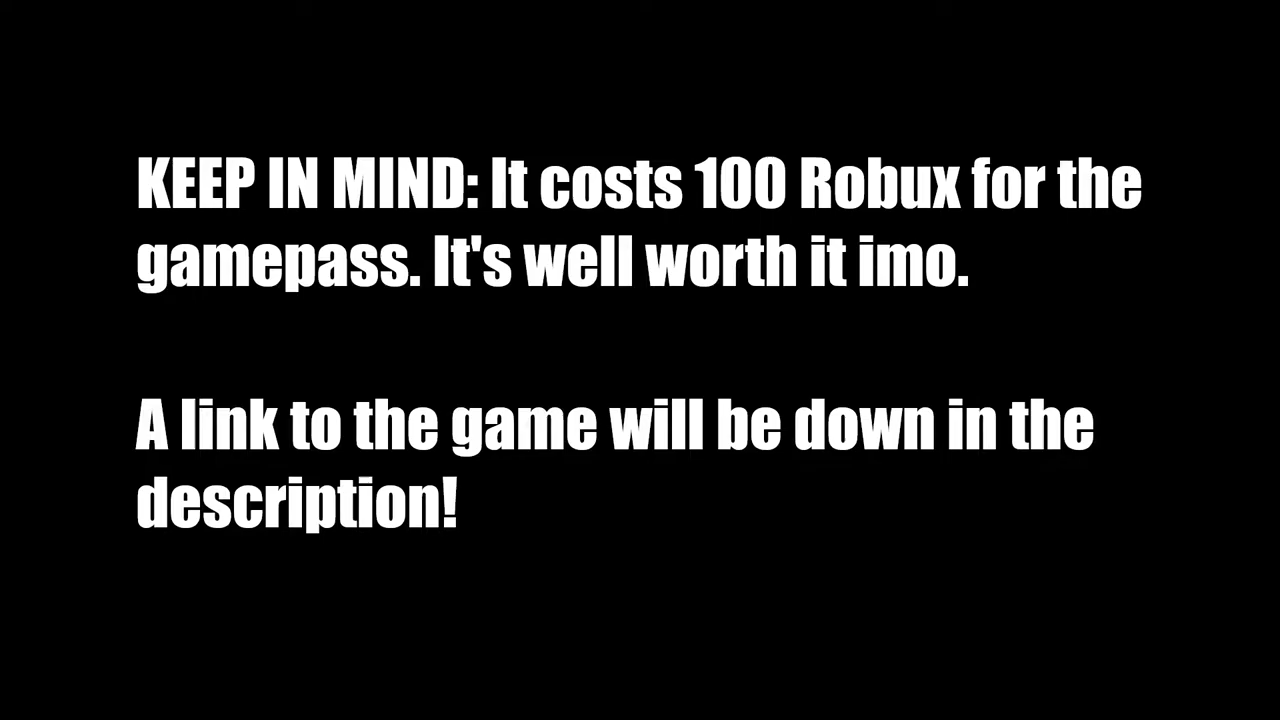 KEEP IN MIND: It costs 100 Robux for the
gamepass. It's well worth it imo.
A link to the game will be down in the
description!